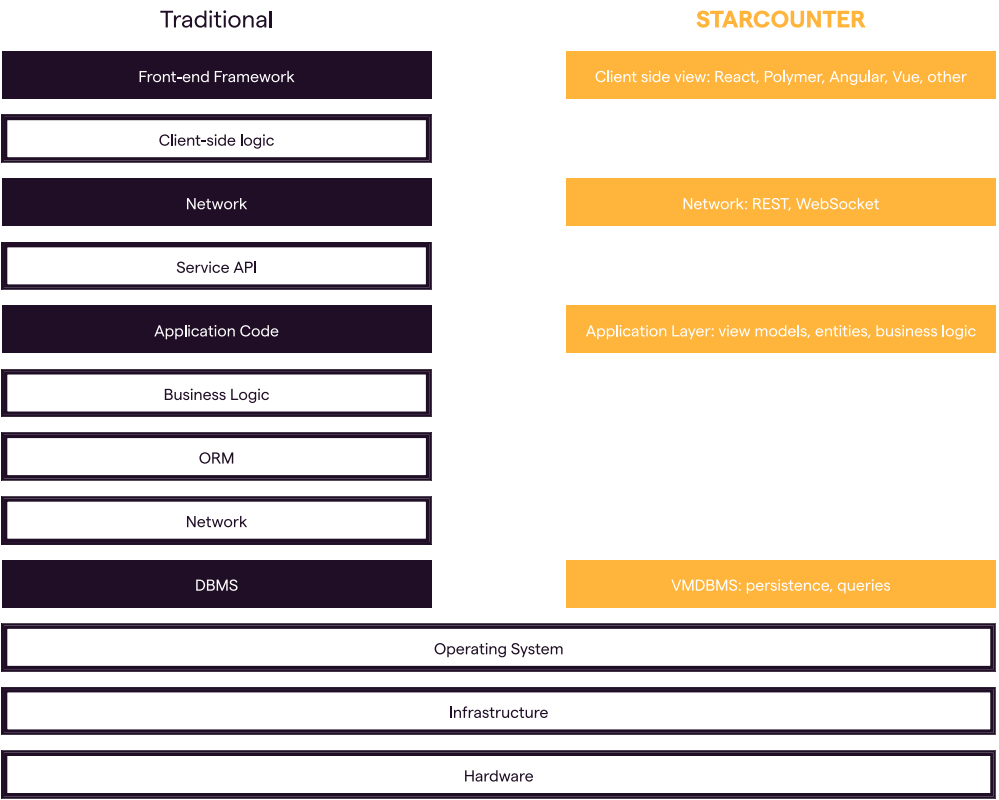 Traditional
STARCOUNTER
Front-end Framework
Client side view: React, Polymer, Angular, Vue, other
Client-side logic
Network
Network: REST, WebSocket
Service API
Application Code
Application Layer: view models, entities, business logic
Business Logic
ORM
Network
DBMS
VMDBMS: persistence, queries
Operating System
Infrastructure
Hardware